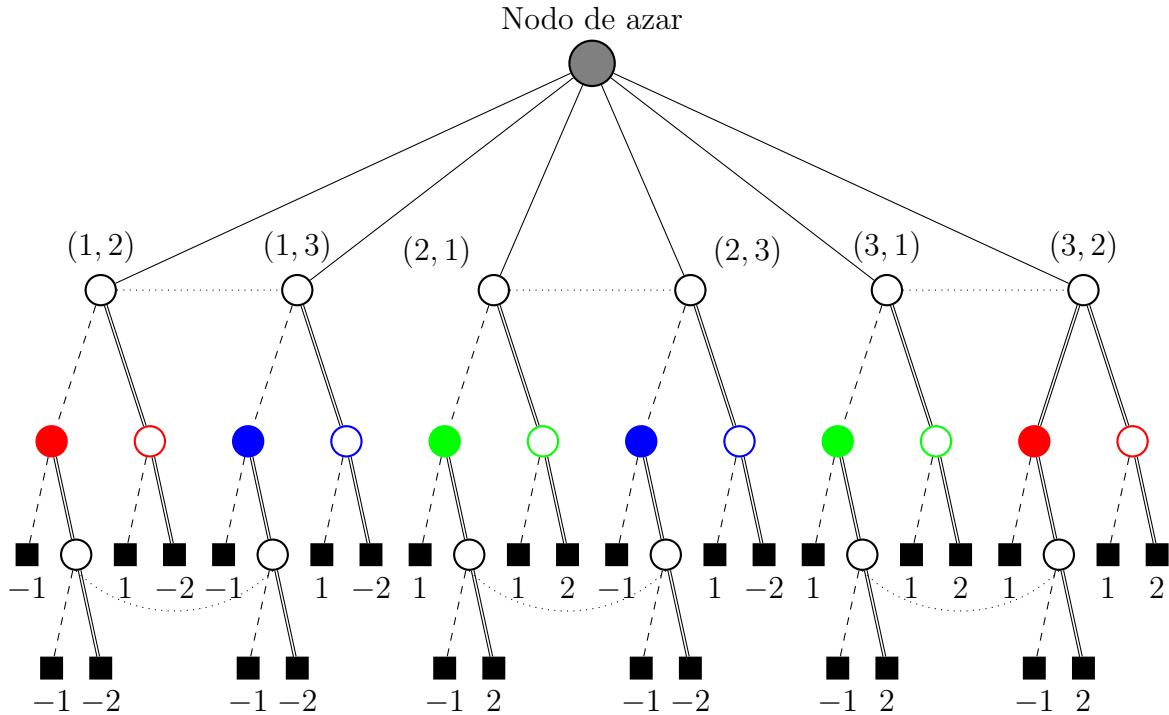 Nodo de azar
(1, 2) (1, 3) (2, 1) (2, 3) (3, 1) (3, 2)
−1 1 −2 −1 1 −2 1 1 2 −1 1 −2 1 1 2 1 1 2
−1 −2 −1 −2 −1 2 −1 −2 −1 2 −1 2